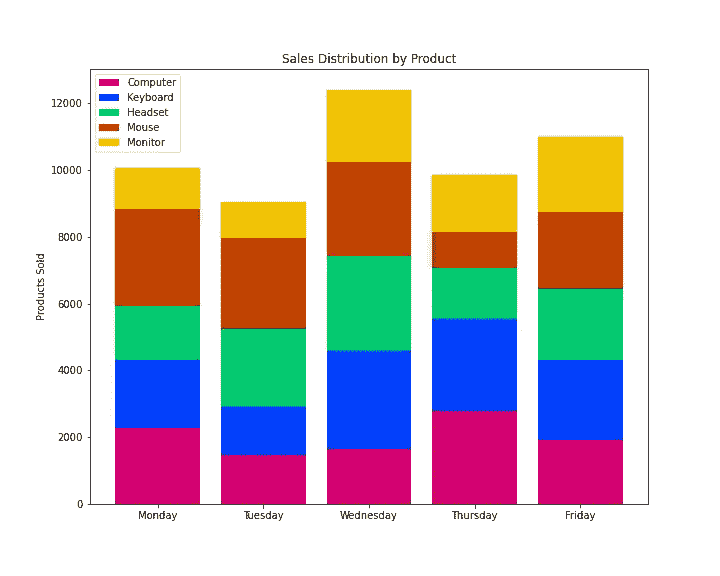 Sales Distribution by Product
Computer
Keyboard
Headset
Mouse
Monitor
Products Sold
12000
10000
8000
6000
4000
2000
0
Monday Tuesday Wednesday Thursday Friday